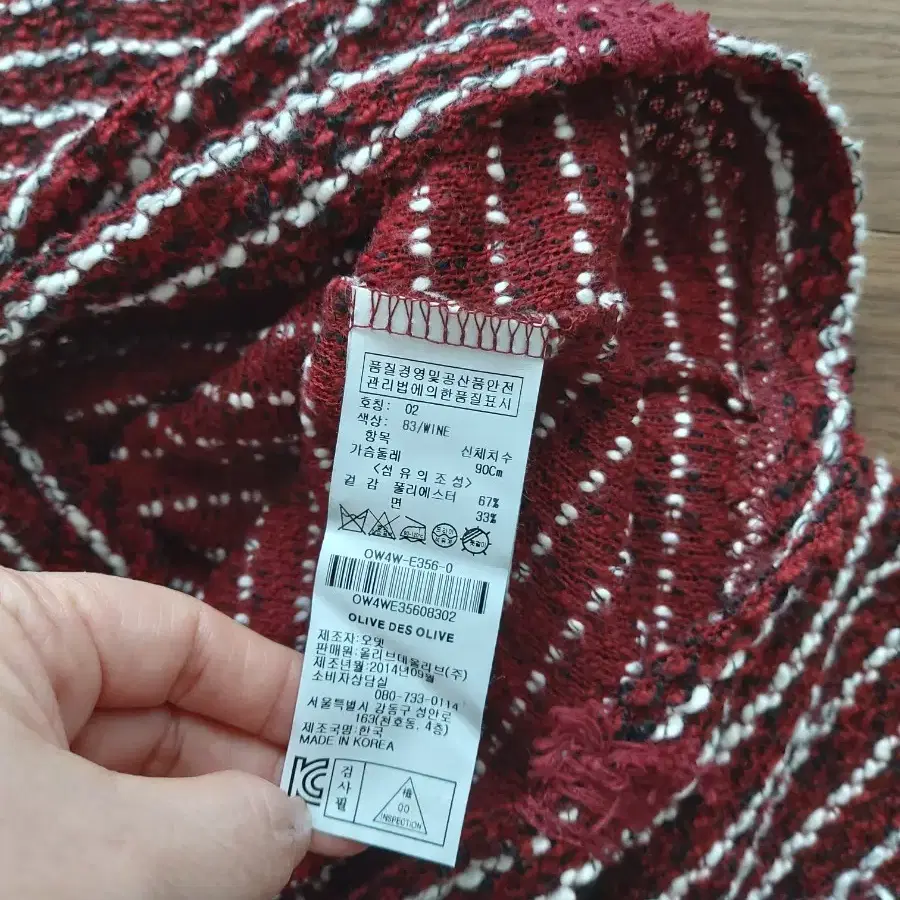 품질경영및공산품안전
관리법에의한품질표시
호칭: 02
색상: 83/WINE
항목 신체치수
가슴둘레 90Cm
<섬유의조성>
겉 감 폴리에스터 67%
면 33%
OW4W-E356-0
OW4WE35608302
OLIVE DES OLIVE
제조자:오엣
판매원:올리브데올리브(주)
제조년월:2014년09월
소비자상담실
080-733-0114
서울특별시 강동구 성안로
163(천호동, 4층)
제조국명:한국
MADE IN KOREA
검사필
QQ
INSPECTION